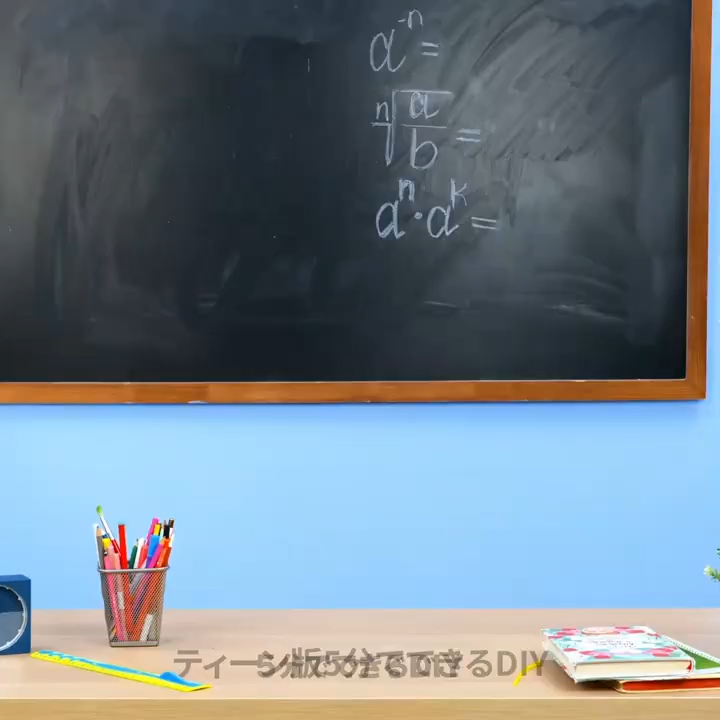 a⁻ⁿ =
ⁿ√(a/b) =
aⁿ · aᵏ =
ティーン版5分でできるDIY